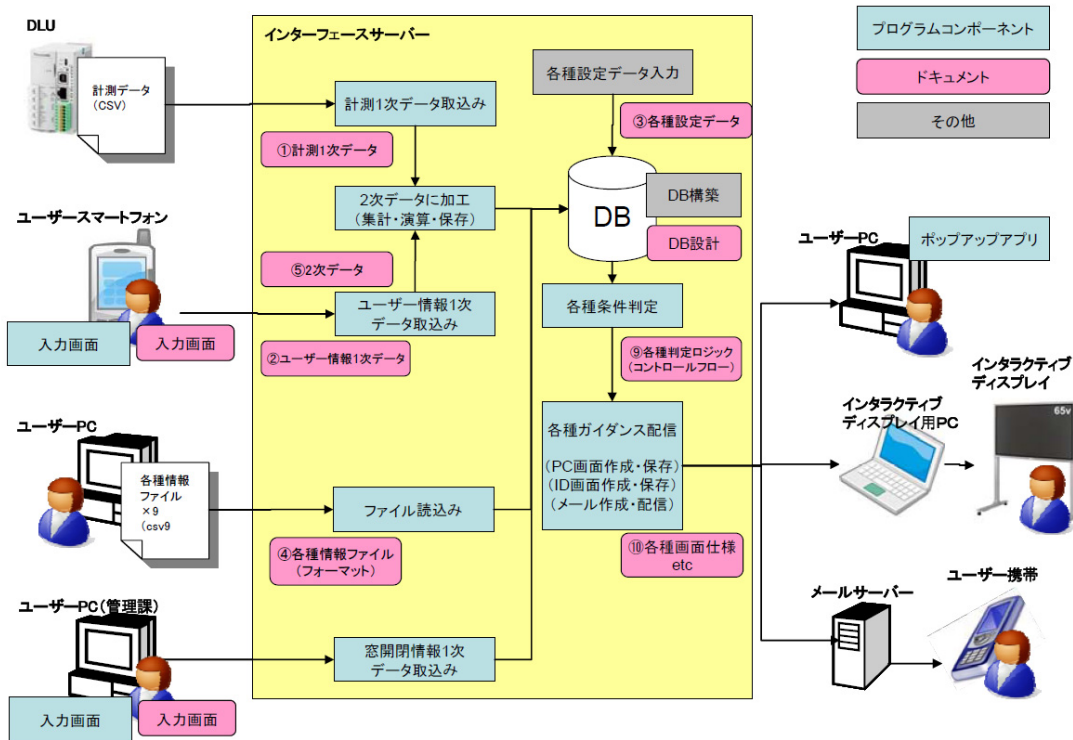 DLU
計測データ
(CSV)
インターフェースサーバー
計測1次データ取込み
①計測1次データ
2次データに加工
(集計・演算・保存)
⑤2次データ
ユーザー情報1次
データ取込み
②ユーザー情報1次データ
各種設定データ入力
③各種設定データ
DB
DB構築
DB設計
各種条件判定
⑨各種判定ロジック
(コントロールフロー)
各種ガイダンス配信
(PC画面作成・保存)
(ID画面作成・保存)
(メール作成・配信)
⑩各種画面仕様
etc
ファイル読込み
④各種情報ファイル
(フォーマット)
窓開閉情報1次
データ取込み
ユーザースマートフォン
入力画面
入力画面
ユーザーPC
各種情報
ファイル
×9
(csv9
ユーザーPC(管理課)
入力画面
入力画面
プログラムコンポーネント
ドキュメント
その他
ユーザーPC
ポップアップアプリ
インタラクティブ
ディスプレイ用PC
インタラクティブ
ディスプレイ
65v
メールサーバー
ユーザー携帯